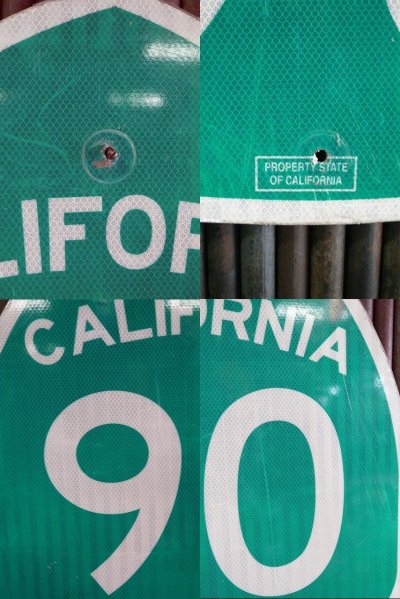 LIFOR
PROPERTY STATE
OF CALIFORNIA
CALIFORNIA
90